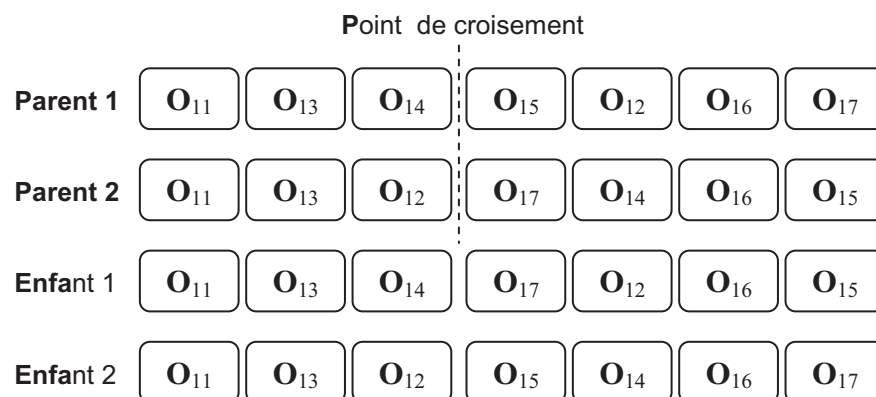 Point de croisement
Parent 1 O11 O13 O14 O15 O12 O16 O17
Parent 2 O11 O13 O12 O17 O14 O16 O15
Enfant 1 O11 O13 O14 O17 O12 O16 O15
Enfant 2 O11 O13 O12 O15 O14 O16 O17